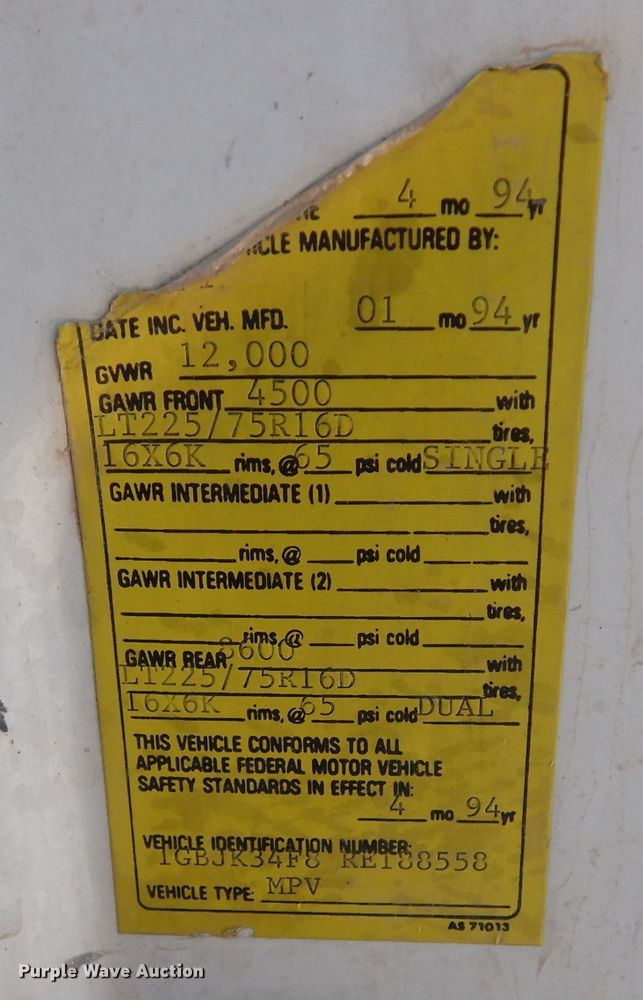 4 mo 94 yr
MANUFACTURED BY:
DATE INC. VEH. MFD. 01 mo 94 yr
GVWR 12,000
GAWR FRONT 4500 with
LT225/75R16D tires,
16X6K rims, @ 65 psi cold SINGLE
GAWR INTERMEDIATE (1) with
tires,
rims, @ psi cold
GAWR INTERMEDIATE (2) with
tires,
rims, @ psi cold
GAWR REAR 8600 with
LT225/75R16D tires,
16X6K rims, @ 65 psi cold DUAL
THIS VEHICLE CONFORMS TO ALL
APPLICABLE FEDERAL MOTOR VEHICLE
SAFETY STANDARDS IN EFFECT IN:
4 mo 94 yr
VEHICLE IDENTIFICATION NUMBER:
1GBJK34F8 RE188558
VEHICLE TYPE: MPV
AS 71013
Purple Wave Auction